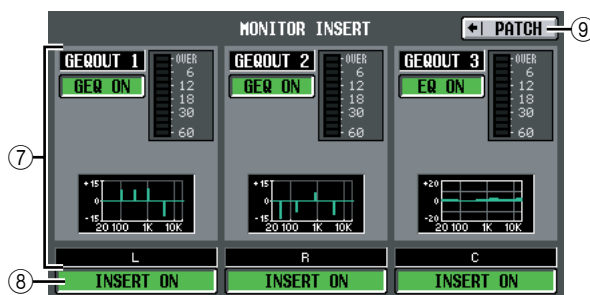 MONITOR INSERT
PATCH
⑨
GEQOUT 1
GEQ ON
OVER
6
12
18
30
60
GEQOUT 2
GEQ ON
OVER
6
12
18
30
60
GEQOUT 3
EQ ON
OVER
6
12
18
30
60
⑦
+15
0
-15
20 100 1K 10K
+15
0
-15
20 100 1K 10K
+20
0
-20
20 100 1K 10K
L
R
C
⑧
INSERT ON
INSERT ON
INSERT ON